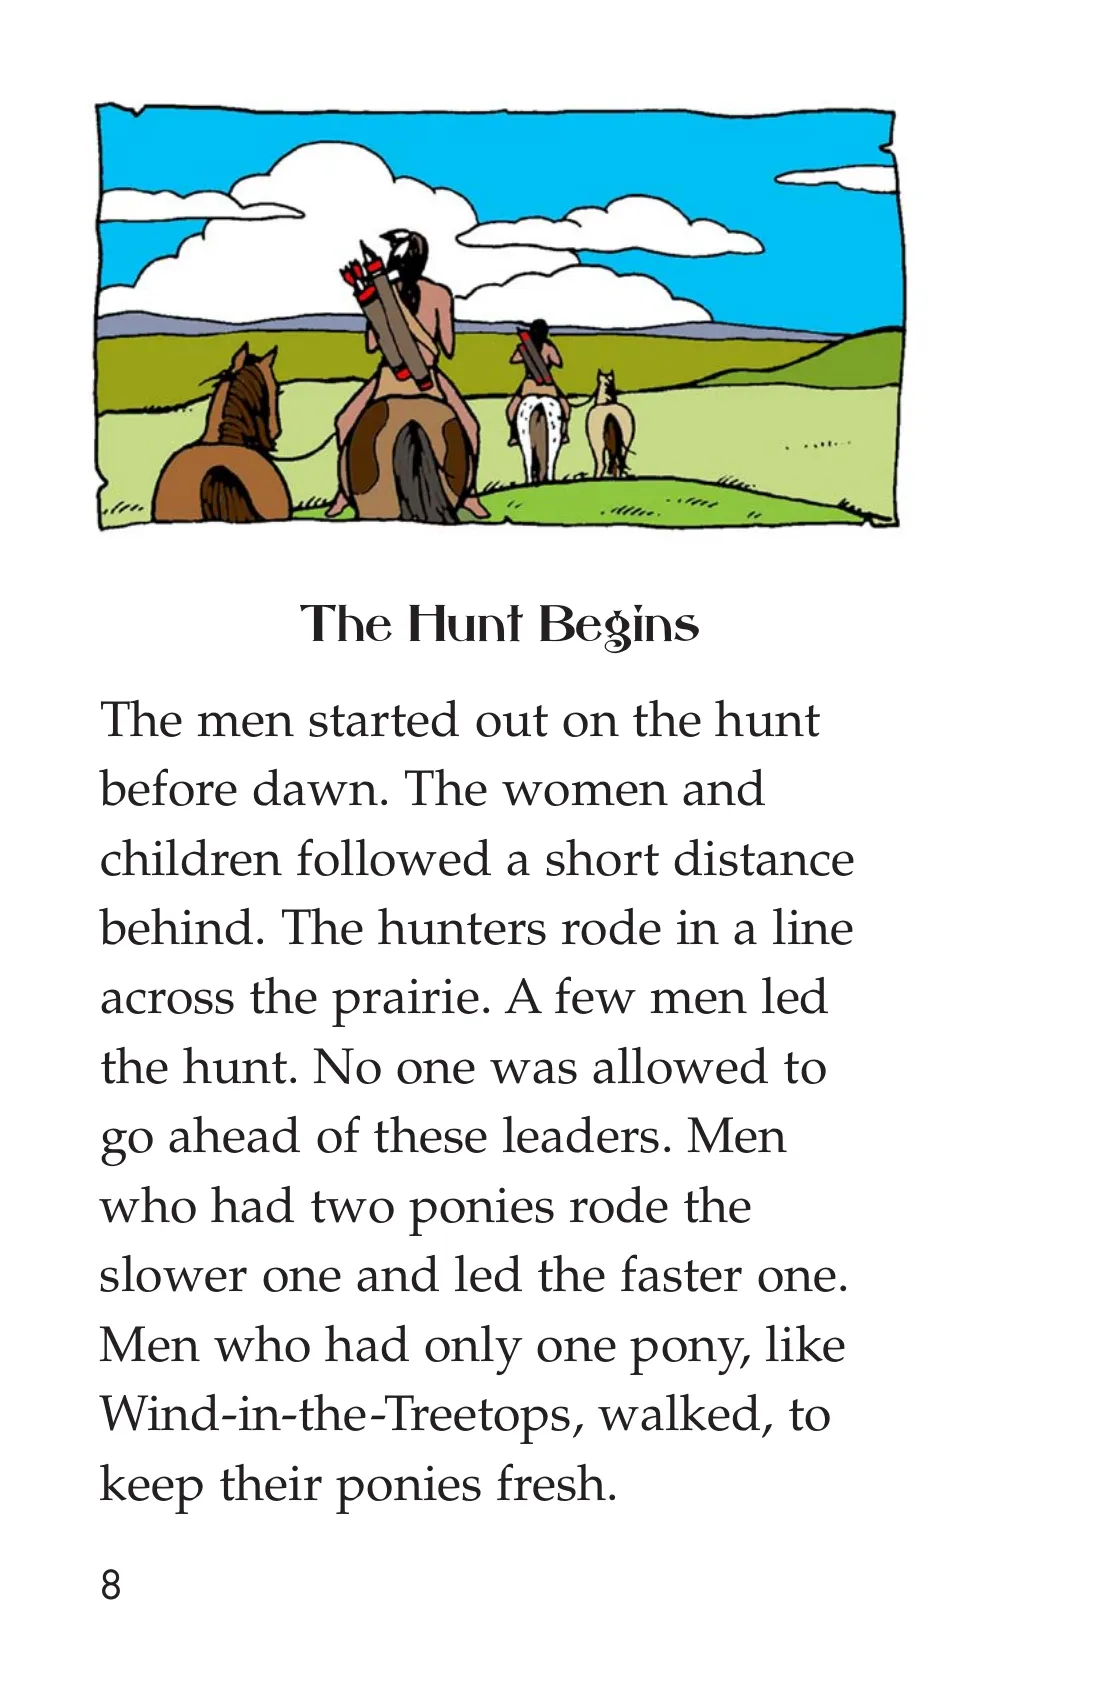 The Hunt Begins
The men started out on the hunt
before dawn. The women and
children followed a short distance
behind. The hunters rode in a line
across the prairie. A few men led
the hunt. No one was allowed to
go ahead of these leaders. Men
who had two ponies rode the
slower one and led the faster one.
Men who had only one pony, like
Wind-in-the-Treetops, walked, to
keep their ponies fresh.
8